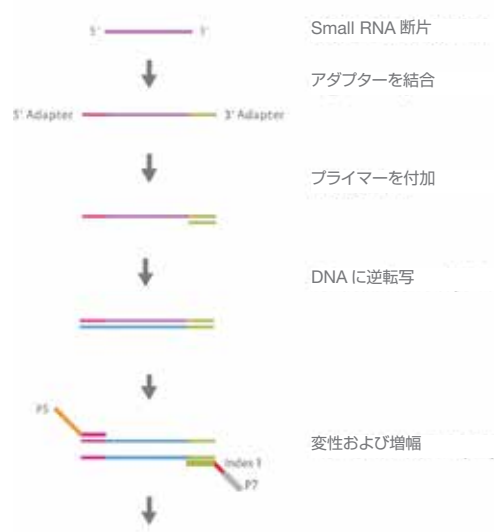 5' 3' Small RNA 断片
アダプターを結合
5' Adapter 3' Adapter
プライマーを付加
DNA に逆転写
P5
変性および増幅
Index 1
P7